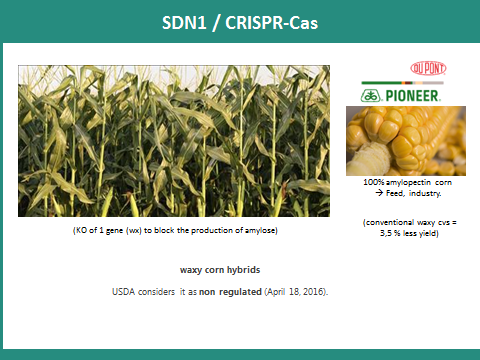 SDN1 / CRISPR-Cas
DU PONT
PIONEER®
100% amylopectin corn
→ Feed, industry.
(KO of 1 gene (wx) to block the production of amylose)
(conventional waxy cvs =
3,5 % less yield)
waxy corn hybrids
USDA considers it as non regulated (April 18, 2016).